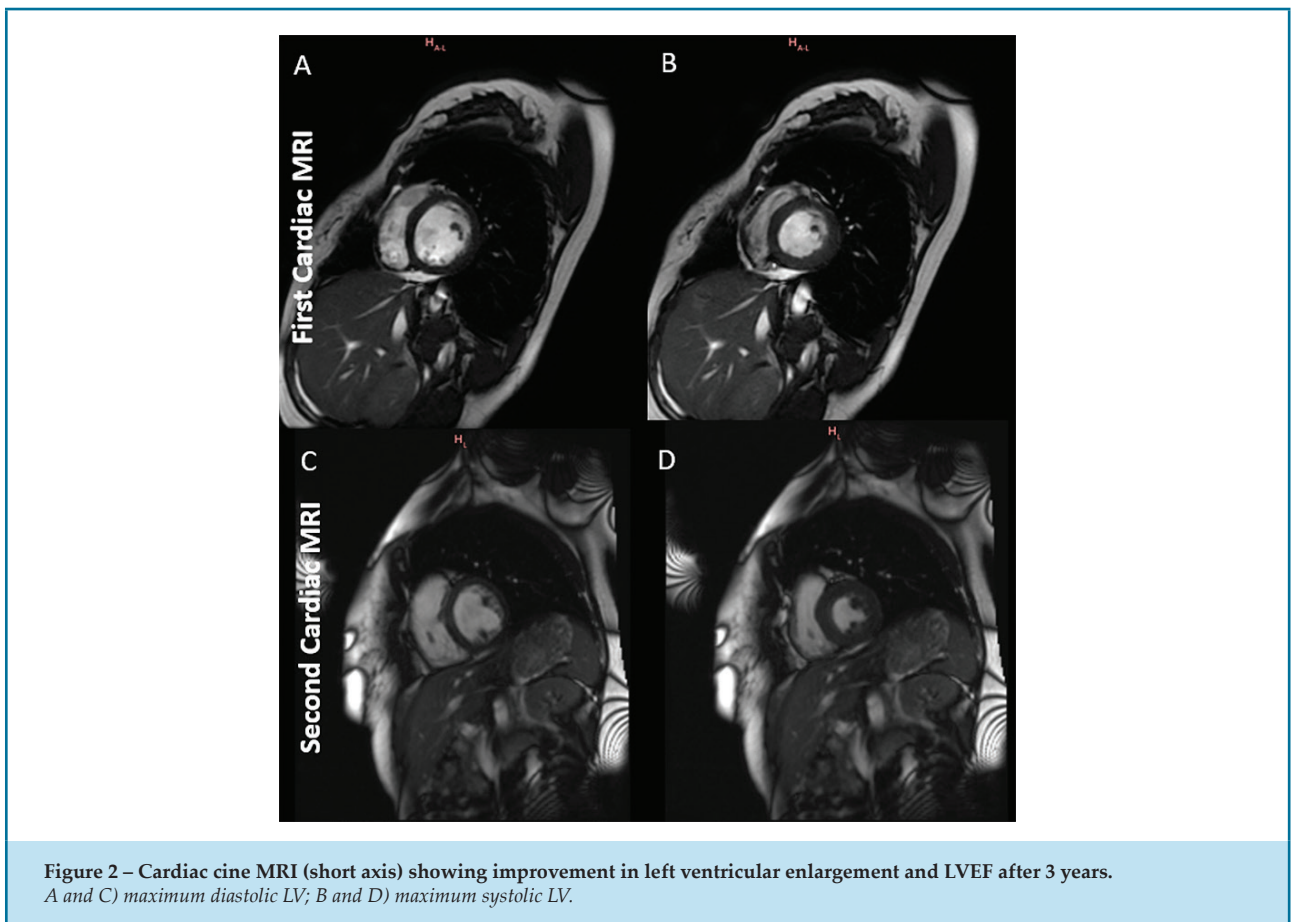 H A-L
H A-L
A
B
First Cardiac MRI
H L
H L
C
D
Second Cardiac MRI
Figure 2 – Cardiac cine MRI (short axis) showing improvement in left ventricular enlargement and LVEF after 3 years.
A and C) maximum diastolic LV; B and D) maximum systolic LV.